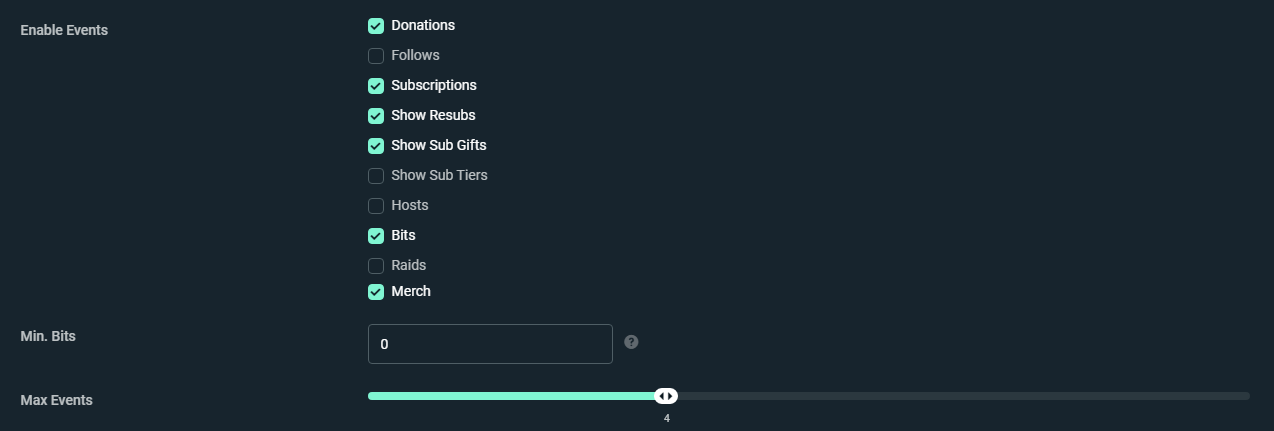 Enable Events
Donations
Follows
Subscriptions
Show Resubs
Show Sub Gifts
Show Sub Tiers
Hosts
Bits
Raids
Merch
Min. Bits
0
?
Max Events
4